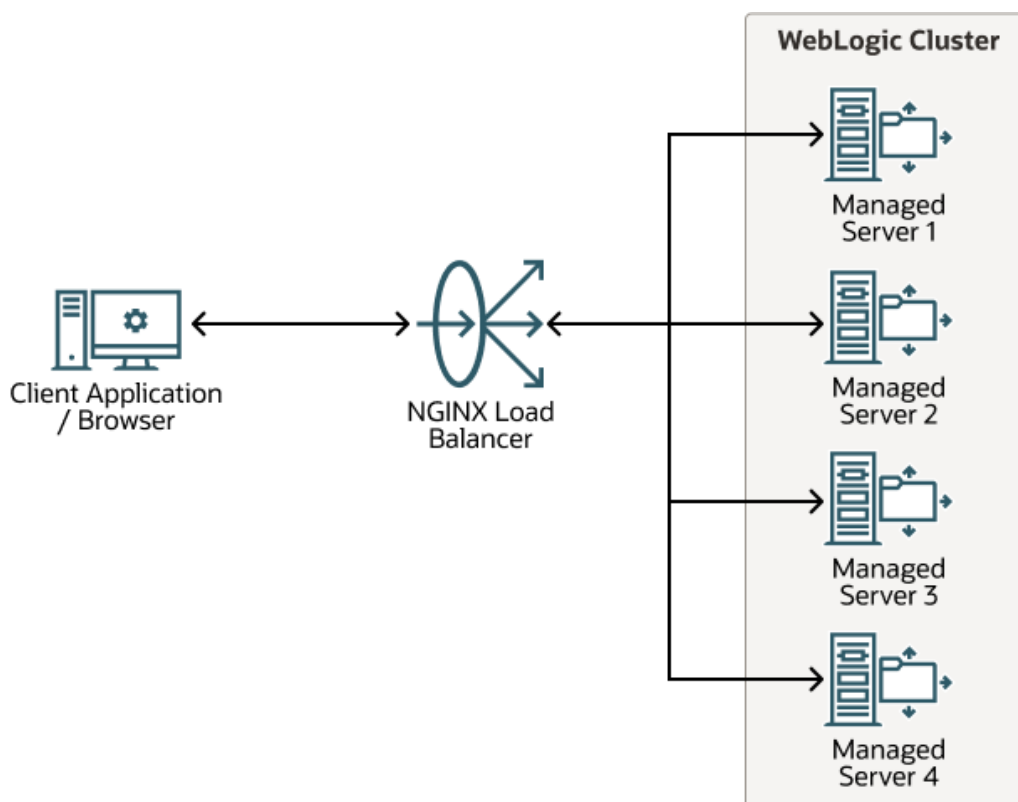 WebLogic Cluster
Managed
Server 1
Client Application
/ Browser
NGINX Load
Balancer
Managed
Server 2
Managed
Server 3
Managed
Server 4